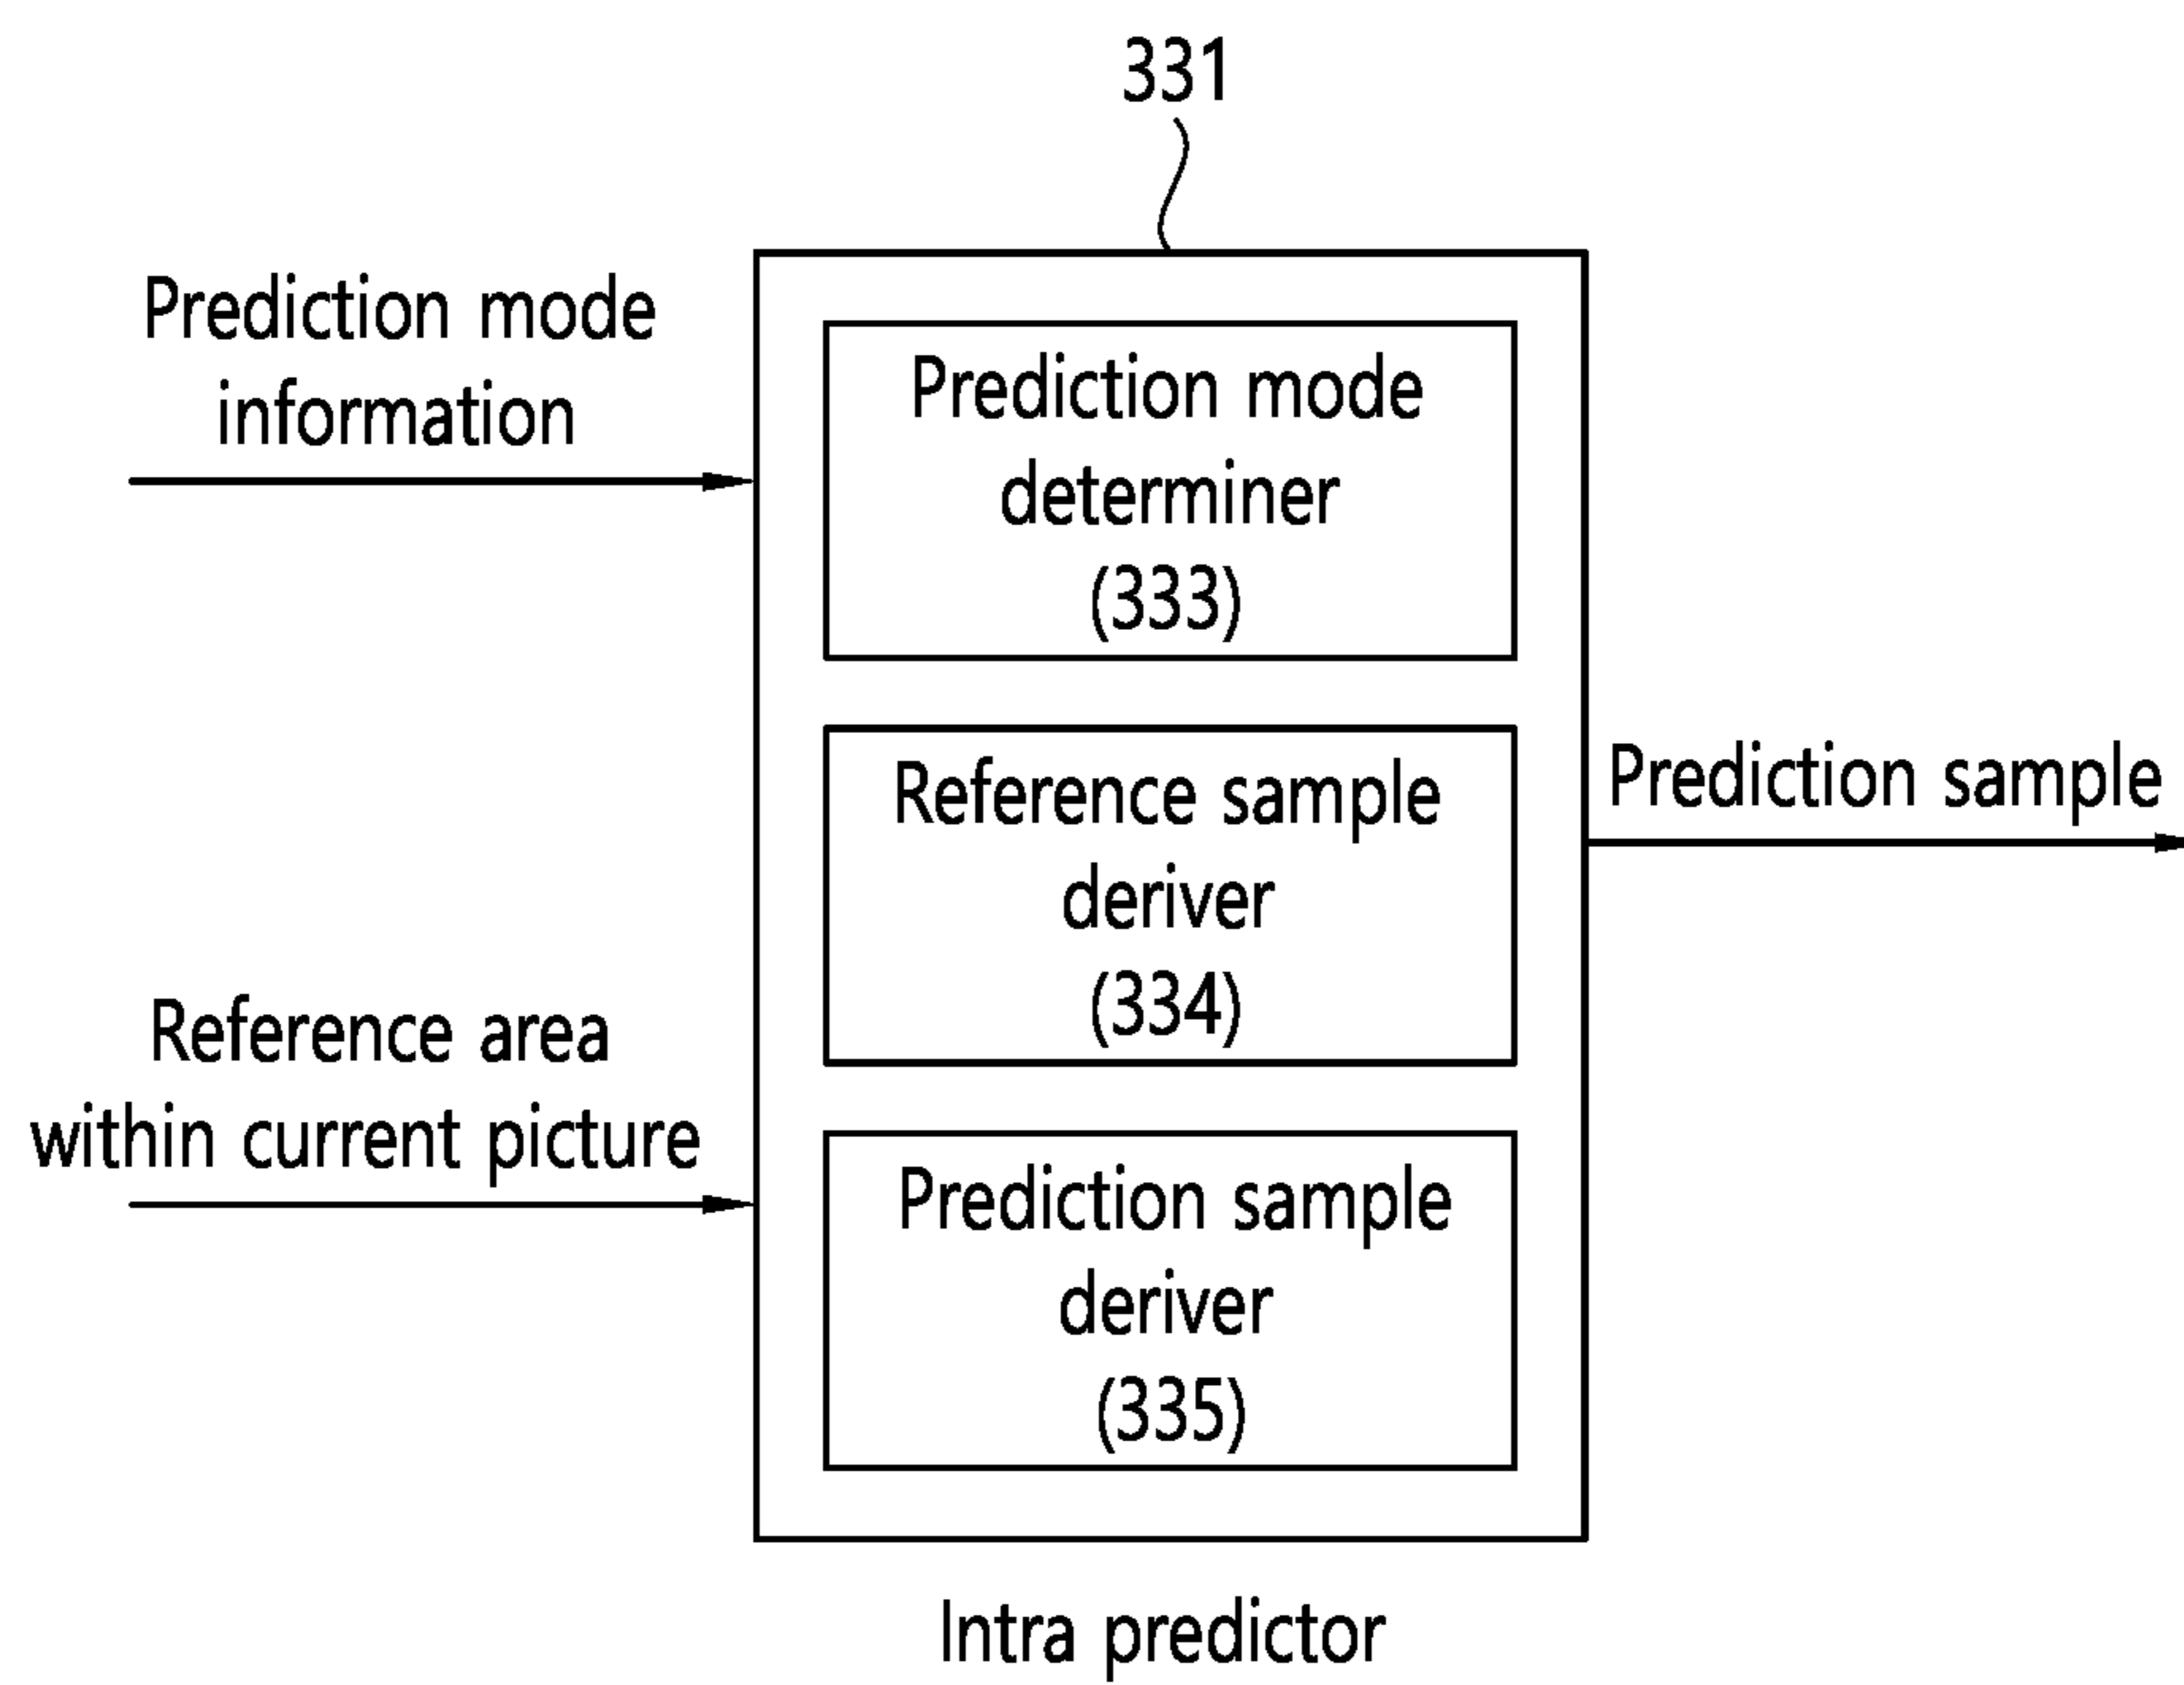 331
Prediction mode
information
Prediction mode
determiner
(333)
Reference sample
deriver
(334)
Prediction sample
Reference area
within current picture
Prediction sample
deriver
(335)
Intra predictor